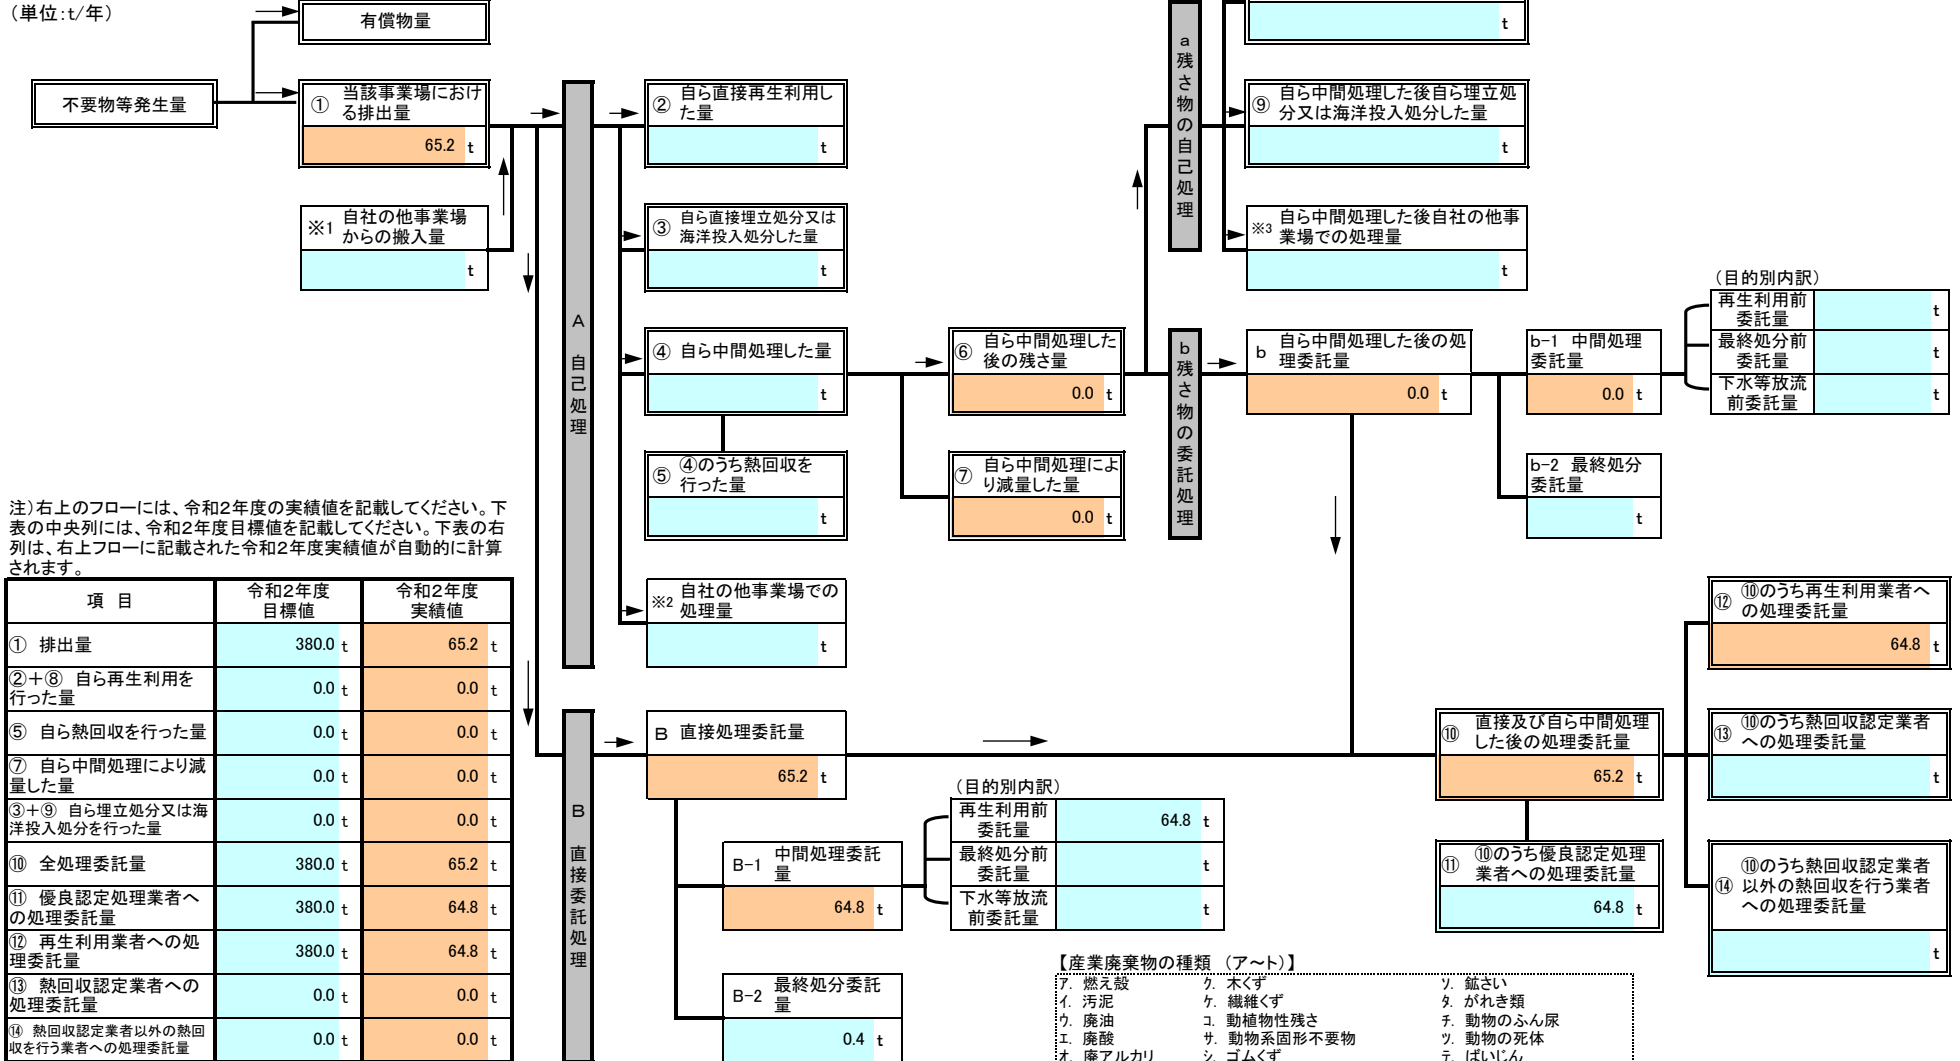 (単位:t/年)
有償物量
不要物等発生量
① 当該事業場におけ
る排出量
65.2 t
※1 自社の他事業場
からの搬入量
t
A 自己処理
② 自ら直接再生利用し
た量
t
③ 自ら直接埋立処分又は
海洋投入処分した量
t
④ 自ら中間処理した量
t
⑤ ④のうち熱回収を
行った量
t
※2 自社の他事業場での
処理量
t
⑥ 自ら中間処理した
後の残さ量
0.0 t
⑦ 自ら中間処理によ
り減量した量
0.0 t
a残さ物の自己処理
t
⑨ 自ら中間処理した後自ら埋立処
分又は海洋投入処分した量
t
※3 自ら中間処理した後自社の他事
業場での処理量
t
b残さ物の委託処理
b 自ら中間処理した後の処
理委託量
0.0 t
b-1 中間処理
委託量
0.0 t
b-2 最終処分
委託量
t
(目的別内訳)
再生利用前
委託量 t
最終処分前
委託量 t
下水等放流
前委託量 t
注)右上のフローには、令和2年度の実績値を記載してください。下
表の中央列には、令和2年度目標値を記載してください。下表の右
列は、右上フローに記載された令和2年度実績値が自動的に計算
されます。
項 目 令和2年度
目標値 令和2年度
実績値
① 排出量 380.0 t 65.2 t
②+⑧ 自ら再生利用を
行った量 0.0 t 0.0 t
⑤ 自ら熱回収を行った量 0.0 t 0.0 t
⑦ 自ら中間処理により減
量した量 0.0 t 0.0 t
③+⑨ 自ら埋立処分又は海
洋投入処分を行った量 0.0 t 0.0 t
⑩ 全処理委託量 380.0 t 65.2 t
⑪ 優良認定処理業者へ
の処理委託量 380.0 t 64.8 t
⑫ 再生利用業者への処
理委託量 380.0 t 64.8 t
⑬ 熱回収認定業者への
処理委託量 0.0 t 0.0 t
⑭ 熱回収認定業者以外の熱回
収を行う業者への処理委託量 0.0 t 0.0 t
B 直接委託処理
B 直接処理委託量
65.2 t
B-1 中間処理委託
量
64.8 t
B-2 最終処分委託
量
0.4 t
(目的別内訳)
再生利用前
委託量 64.8 t
最終処分前
委託量 t
下水等放流
前委託量 t
⑩ 直接及び自ら中間処理
した後の処理委託量
65.2 t
⑪ ⑩のうち優良認定処理
業者への処理委託量
64.8 t
⑫ ⑩のうち再生利用業者へ
の処理委託量
64.8 t
⑬ ⑩のうち熱回収認定業者
への処理委託量
t
⑭ ⑩のうち熱回収認定業者
以外の熱回収を行う業者
への処理委託量
t
【産業廃棄物の種類 (ア~ト)】
ア. 燃え殻 ク. 木くず ソ. 鉱さい
イ. 汚泥 ケ. 繊維くず タ. がれき類
ウ. 廃油 コ. 動植物性残さ チ. 動物のふん尿
エ. 廃酸 サ. 動物系固形不要物 ツ. 動物の死体
オ. 廃アルカリ シ. ゴムくず テ. ばいじん